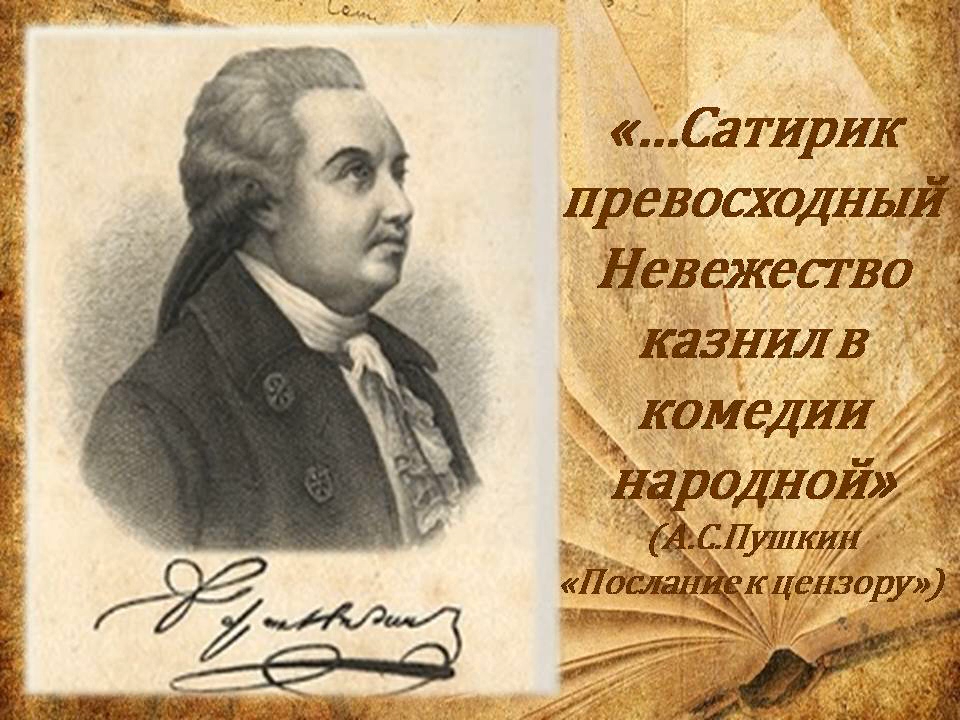 «...Сатирик
превосходный
Невежество
казнил в
комедии
народной»
(А.С.Пушкин
«Послание к цензору»)